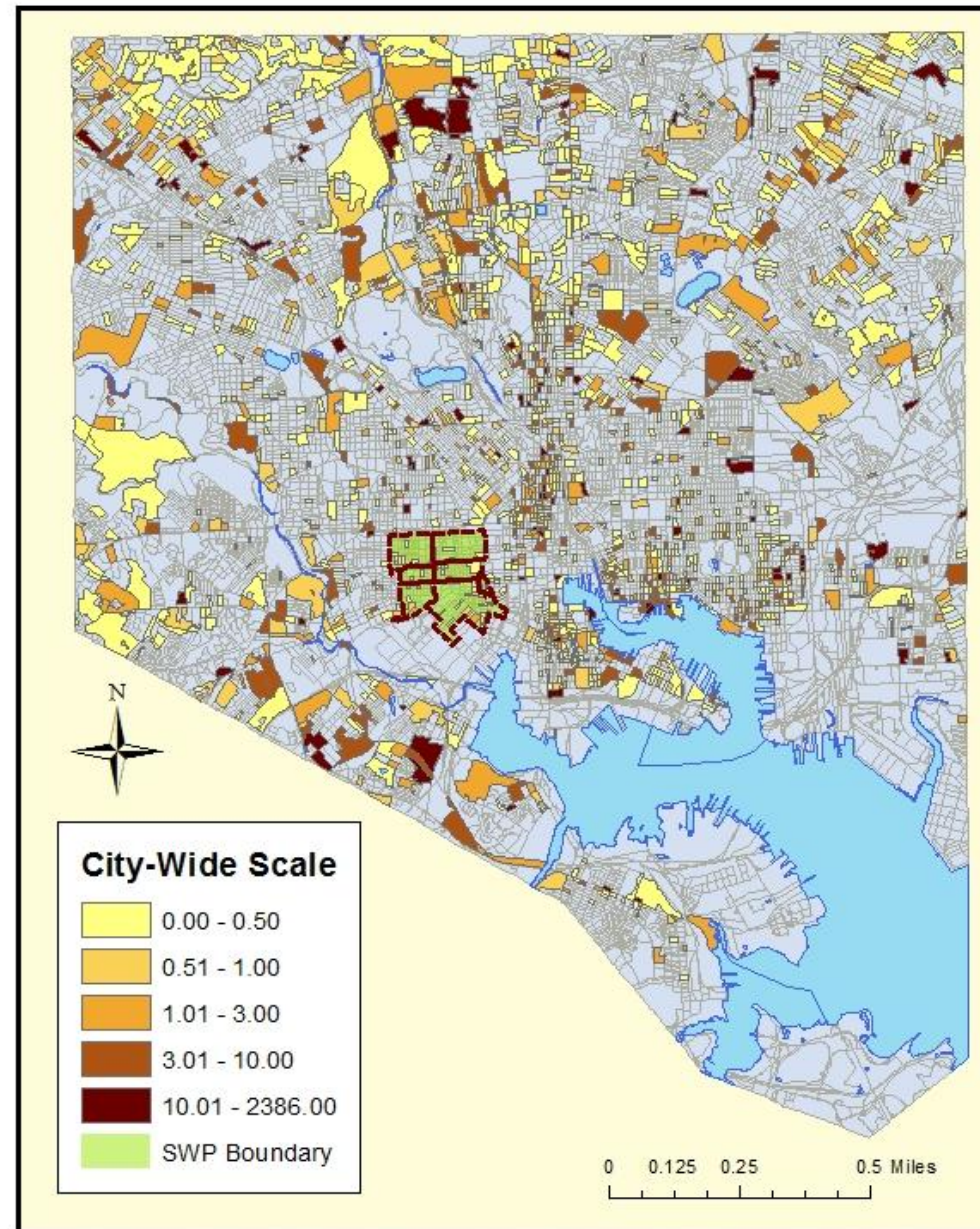 N
City-Wide Scale
0.00 - 0.50
0.51 - 1.00
1.01 - 3.00
3.01 - 10.00
10.01 - 2386.00
SWP Boundary
0 0.125 0.25 0.5 Miles